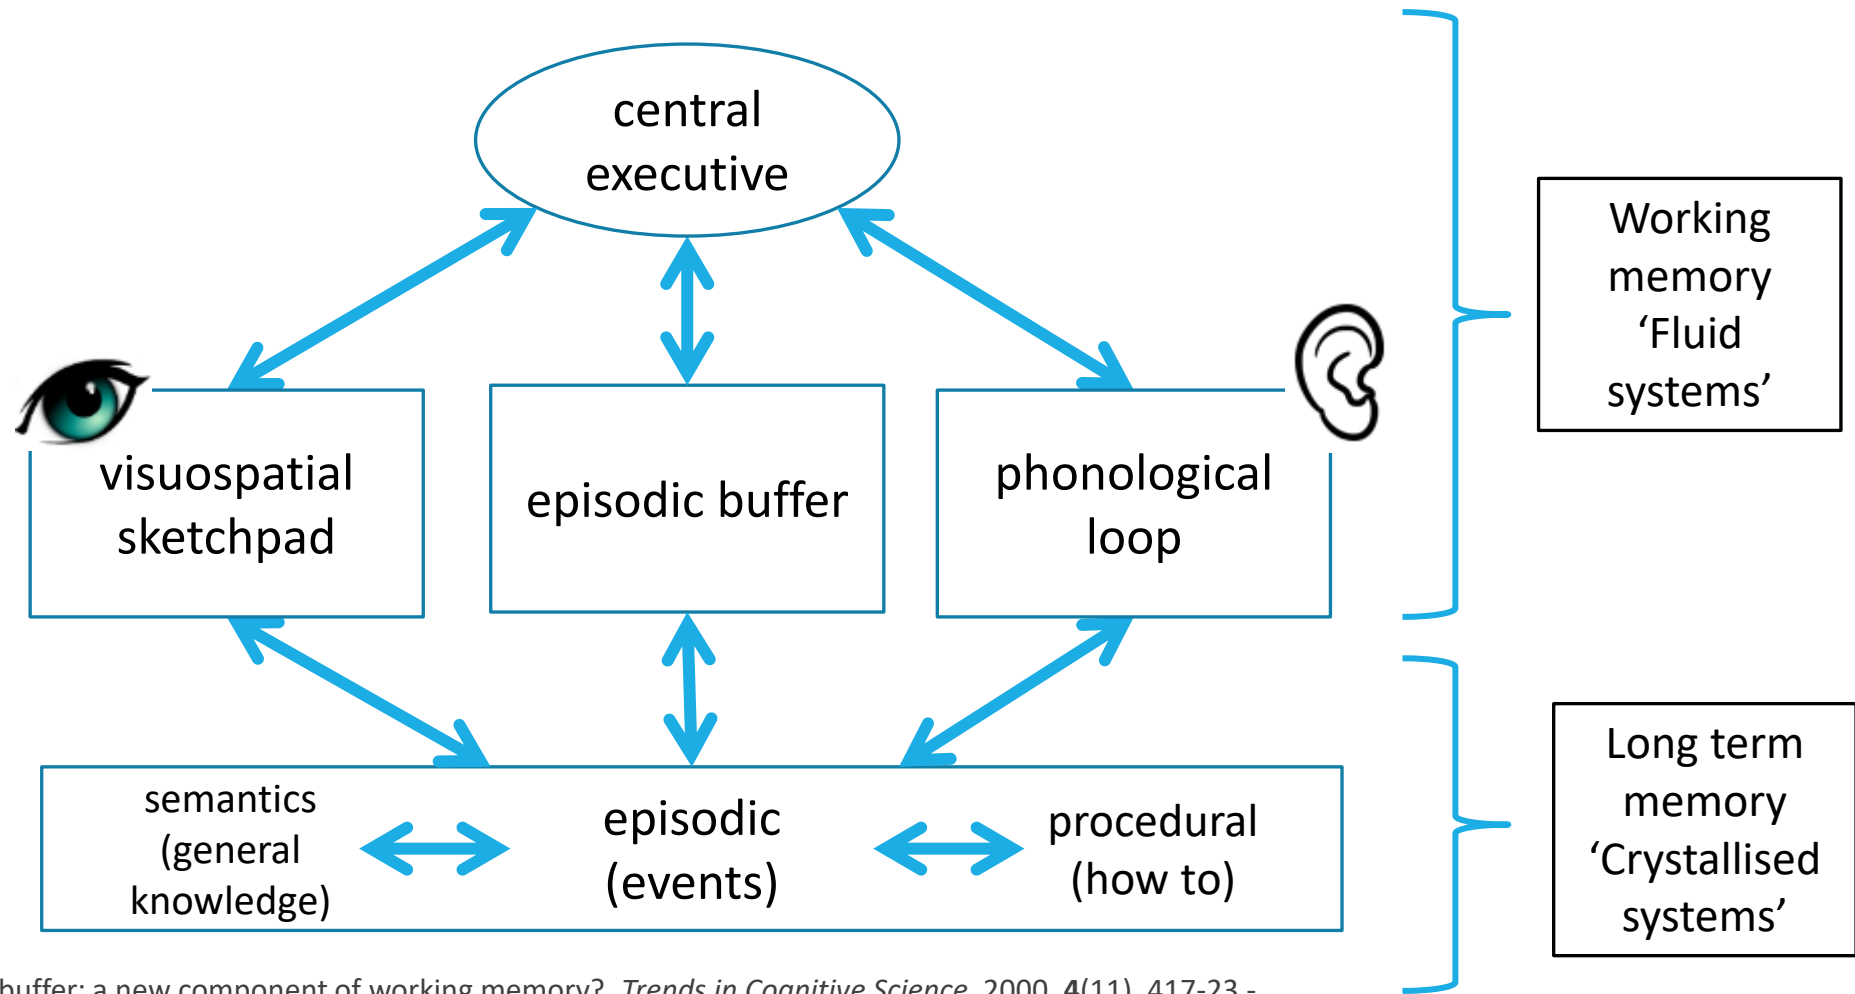 central
executive
visuospatial
sketchpad
episodic buffer
phonological
loop
Working
memory
‘Fluid
systems’
semantics
(general
knowledge)
episodic
(events)
procedural
(how to)
Long term
memory
‘Crystallised
systems’
buffer: a new component of working memory? Trends in Cognitive Science, 2000. 4(11), 417-23.-